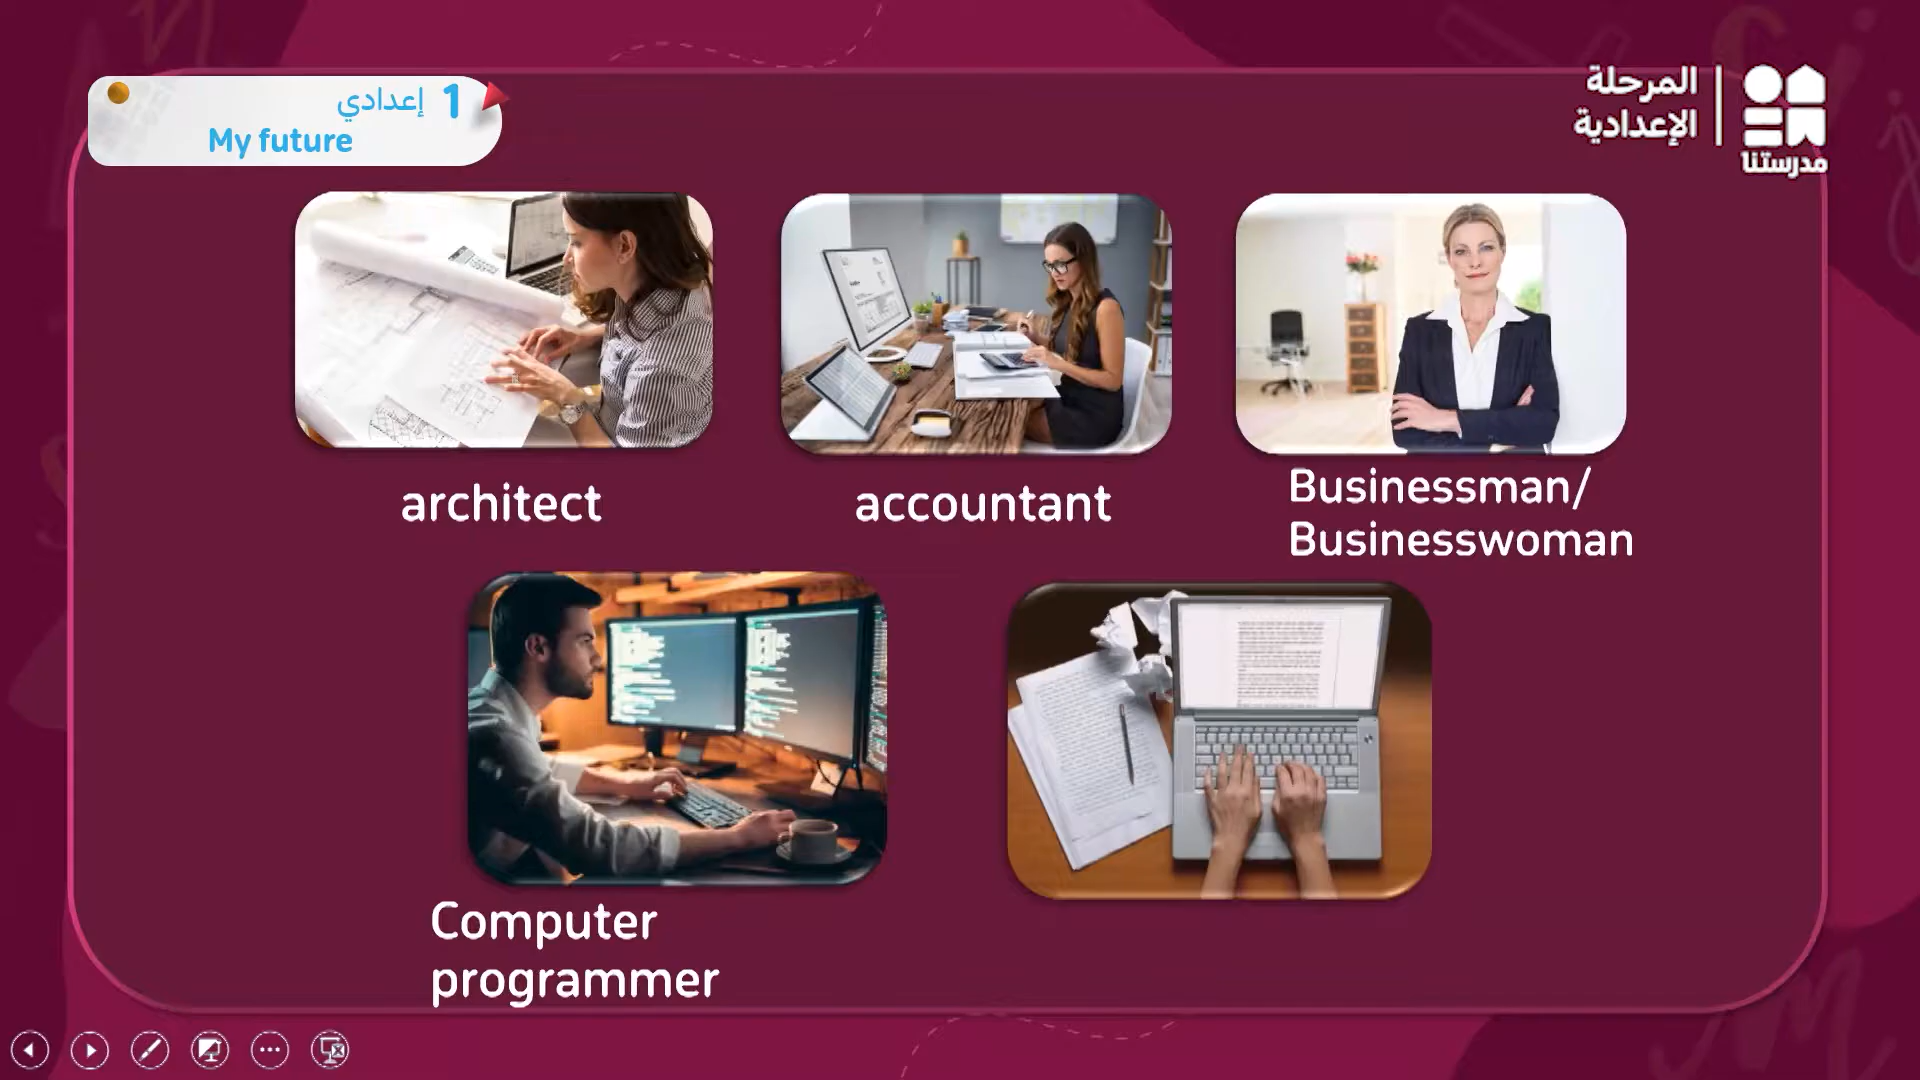 1 إعدادي
My future
المرحلة
الإعدادية
مدرستنا
architect
accountant
Businessman/
Businesswoman
Computer
programmer